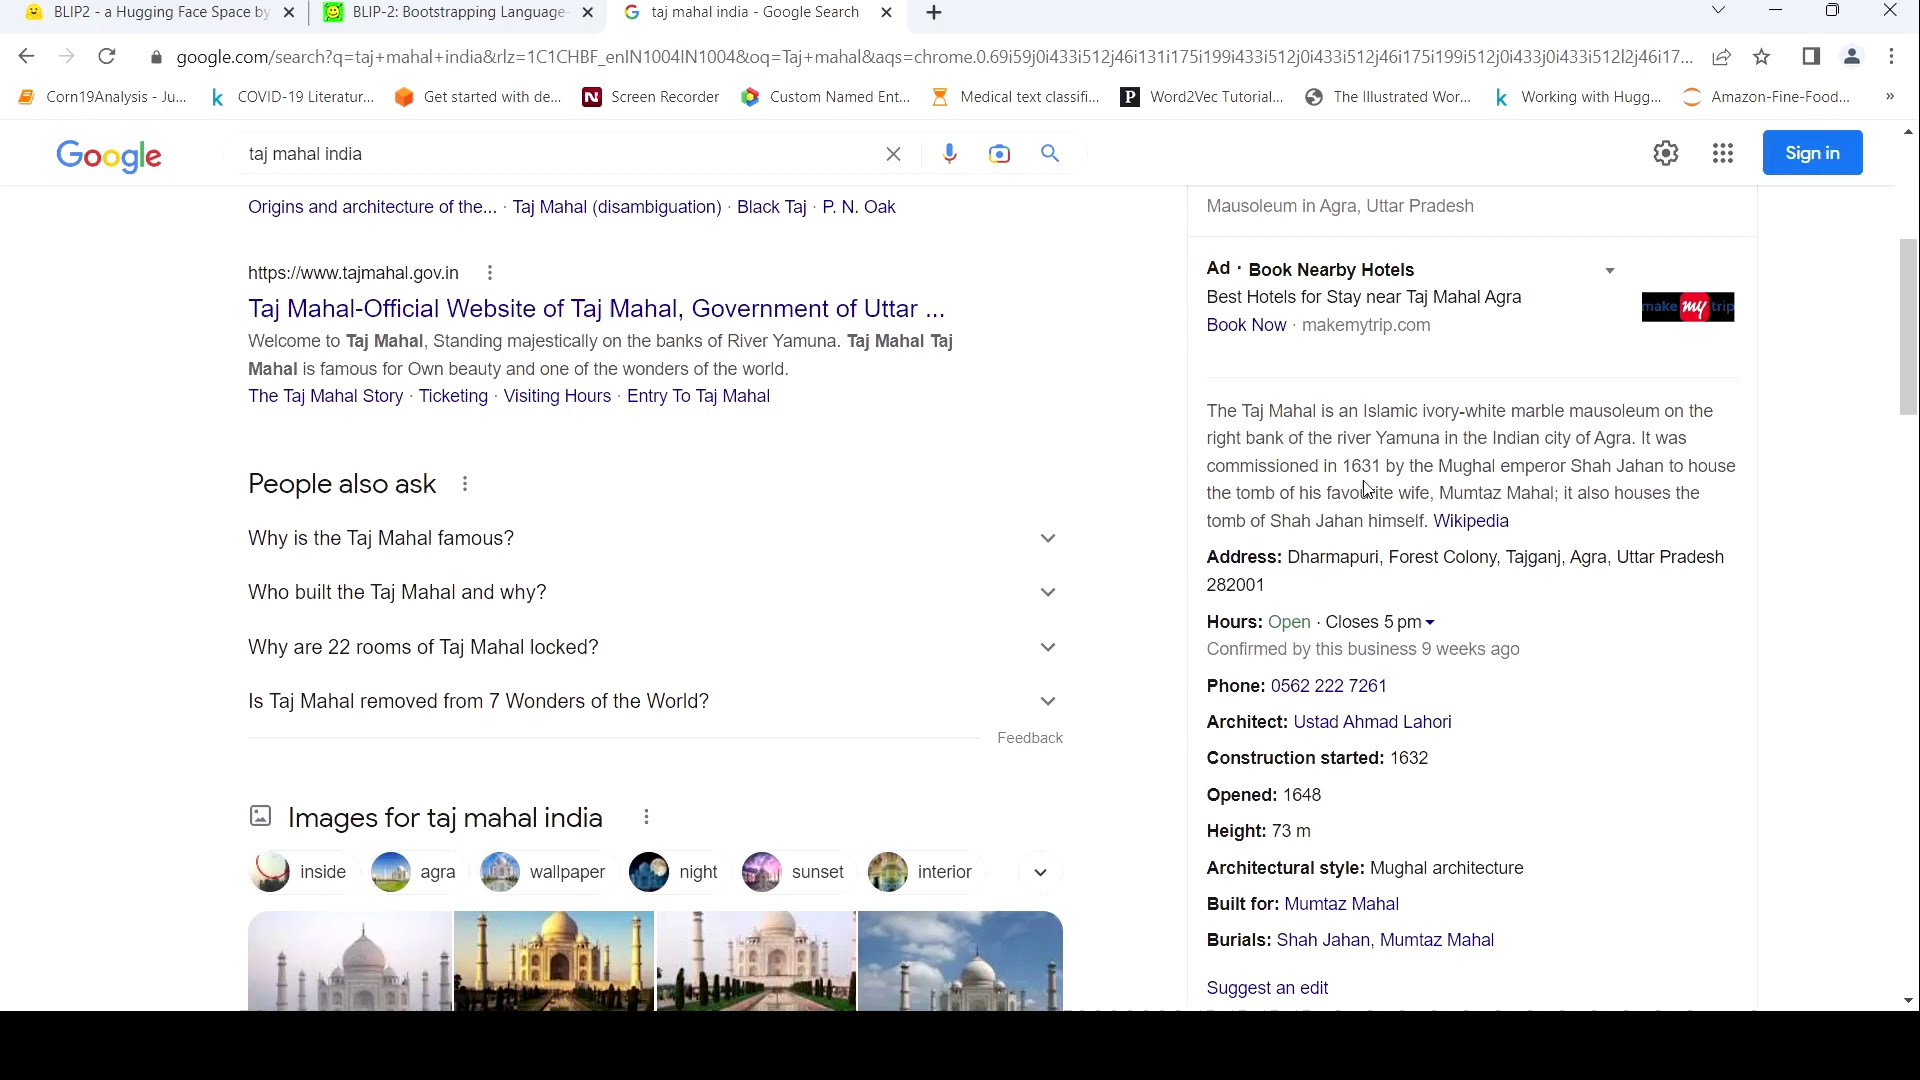 BLIP2 - a Hugging Face Space by
BLIP-2: Bootstrapping Language-
taj mahal india - Google Search
google.com/search?q=taj+mahal+india&rlz=1C1CHBF_enIN1004IN1004&oq=Taj+mahal&aqs=chrome.0.69i59j0i433i512j46i131i175i199i433i512j0i433i512j46i175i199i512j0i433j0i433i512l2j46i17...
Corn19Analysis - Ju...
COVID-19 Literatur...
Get started with de...
Screen Recorder
Custom Named Ent...
Medical text classifi...
Word2Vec Tutorial...
The Illustrated Wor...
Working with Hugg...
Amazon-Fine-Food...
»
Google
taj mahal india
Sign in
Origins and architecture of the... · Taj Mahal (disambiguation) · Black Taj · P. N. Oak
https://www.tajmahal.gov.in
Taj Mahal-Official Website of Taj Mahal, Government of Uttar ...
Welcome to Taj Mahal, Standing majestically on the banks of River Yamuna. Taj Mahal Taj
Mahal is famous for Own beauty and one of the wonders of the world.
The Taj Mahal Story · Ticketing · Visiting Hours · Entry To Taj Mahal
People also ask
Why is the Taj Mahal famous?
Who built the Taj Mahal and why?
Why are 22 rooms of Taj Mahal locked?
Is Taj Mahal removed from 7 Wonders of the World?
Feedback
Images for taj mahal india
inside
agra
wallpaper
night
sunset
interior
Mausoleum in Agra, Uttar Pradesh
Ad · Book Nearby Hotels
Best Hotels for Stay near Taj Mahal Agra
Book Now · makemytrip.com
make my trip
The Taj Mahal is an Islamic ivory-white marble mausoleum on the
right bank of the river Yamuna in the Indian city of Agra. It was
commissioned in 1631 by the Mughal emperor Shah Jahan to house
the tomb of his favourite wife, Mumtaz Mahal; it also houses the
tomb of Shah Jahan himself. Wikipedia
Address: Dharmapuri, Forest Colony, Tajganj, Agra, Uttar Pradesh
282001
Hours: Open · Closes 5 pm
Confirmed by this business 9 weeks ago
Phone: 0562 222 7261
Architect: Ustad Ahmad Lahori
Construction started: 1632
Opened: 1648
Height: 73 m
Architectural style: Mughal architecture
Built for: Mumtaz Mahal
Burials: Shah Jahan, Mumtaz Mahal
Suggest an edit